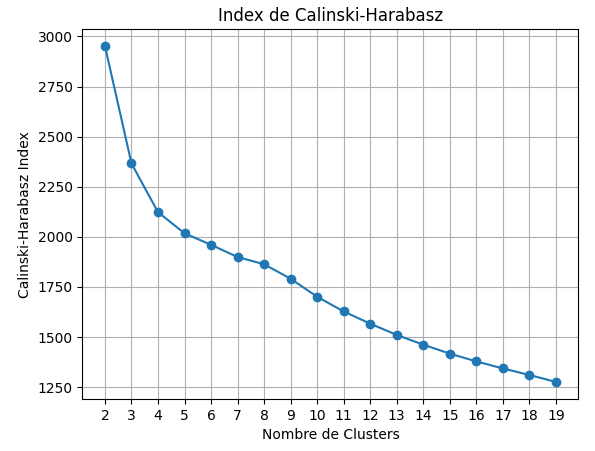 Index de Calinski-Harabasz
3000
2750
2500
2250
2000
1750
1500
1250
Calinski-Harabasz Index
2 3 4 5 6 7 8 9 10 11 12 13 14 15 16 17 18 19
Nombre de Clusters